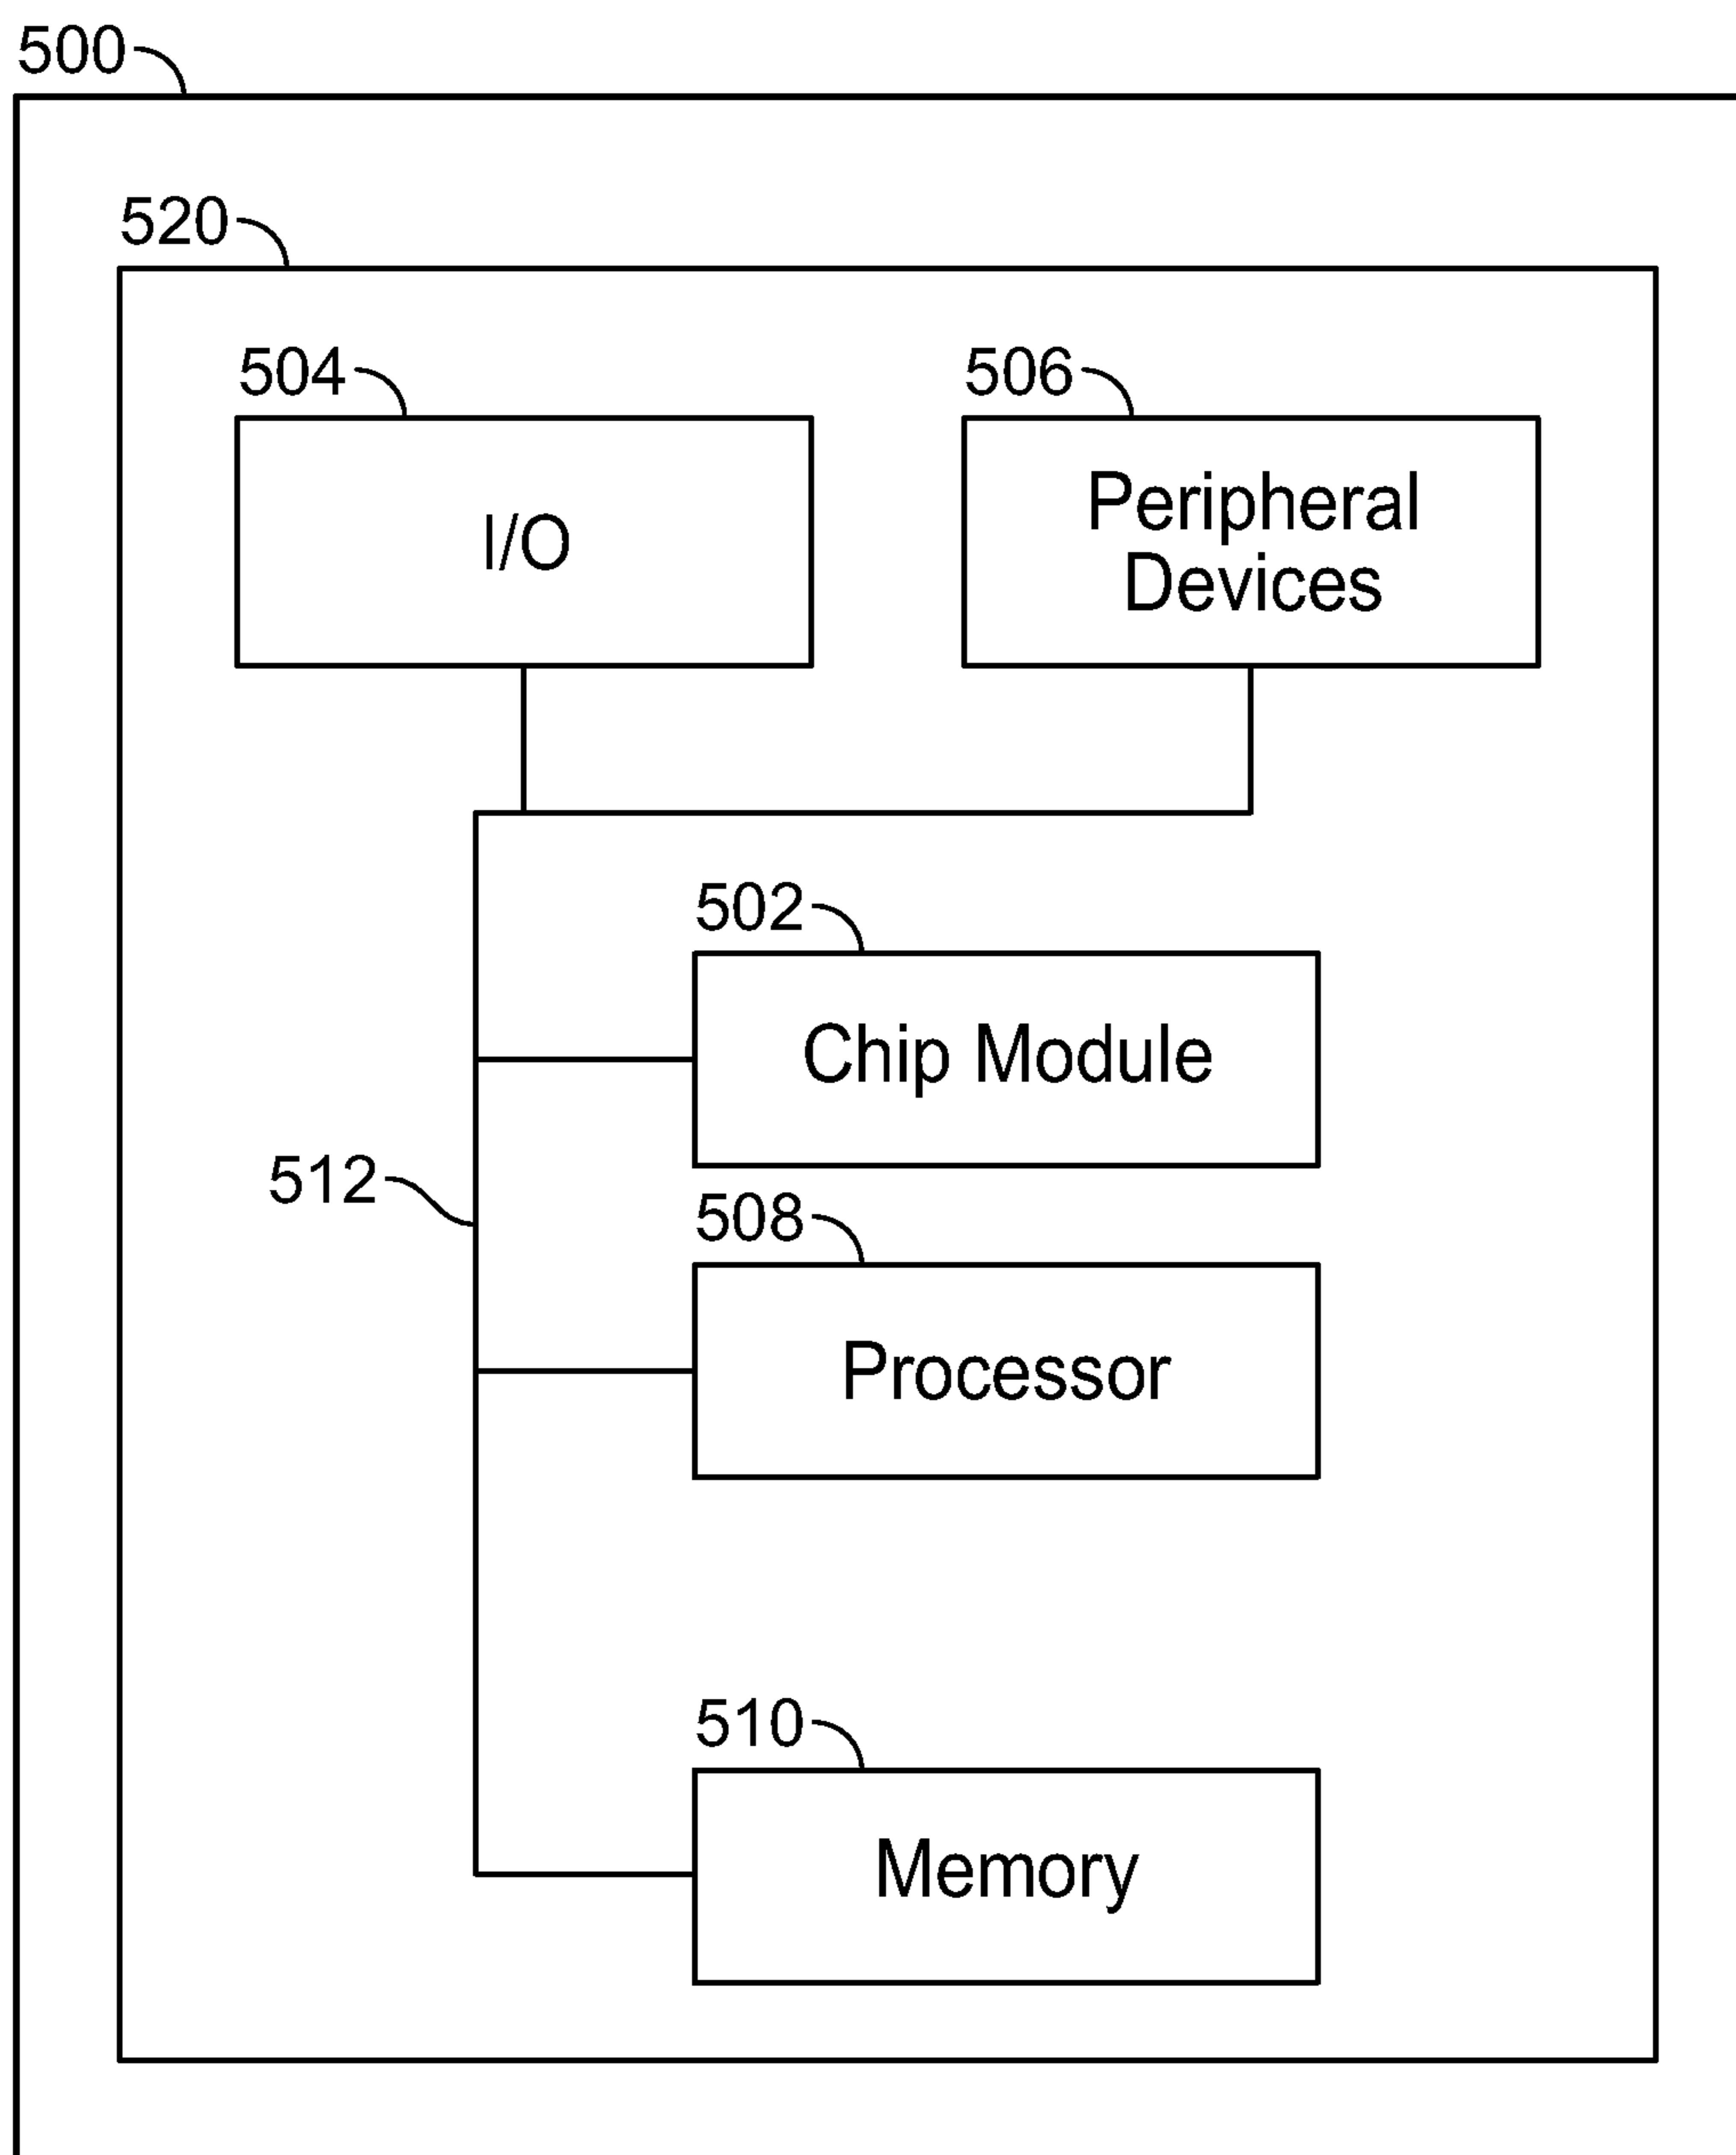 500
520
504
506
I/O
Peripheral
Devices
502
Chip Module
512
508
Processor
510
Memory